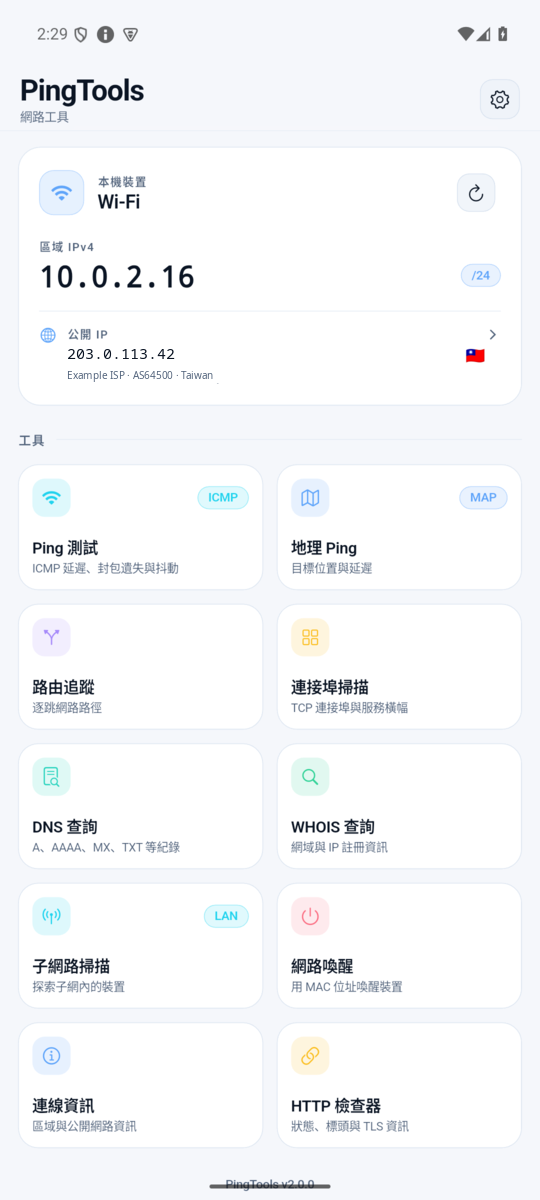 2:29
PingTools
網路工具
本機裝置
Wi-Fi
區域 IPv4
10.0.2.16
/24
公開 IP
203.0.113.42
Example ISP · AS64500 · Taiwan
工具
ICMP
Ping 測試
ICMP 延遲、封包遺失與抖動
MAP
地理 Ping
目標位置與延遲
路由追蹤
逐跳網路路徑
連接埠掃描
TCP 連接埠與服務橫幅
DNS 查詢
A、AAAA、MX、TXT 等紀錄
WHOIS 查詢
網域與 IP 註冊資訊
LAN
子網路掃描
探索子網內的裝置
網路喚醒
用 MAC 位址喚醒裝置
連線資訊
區域與公開網路資訊
HTTP 檢查器
狀態、標頭與 TLS 資訊
PingTools v2.0.0